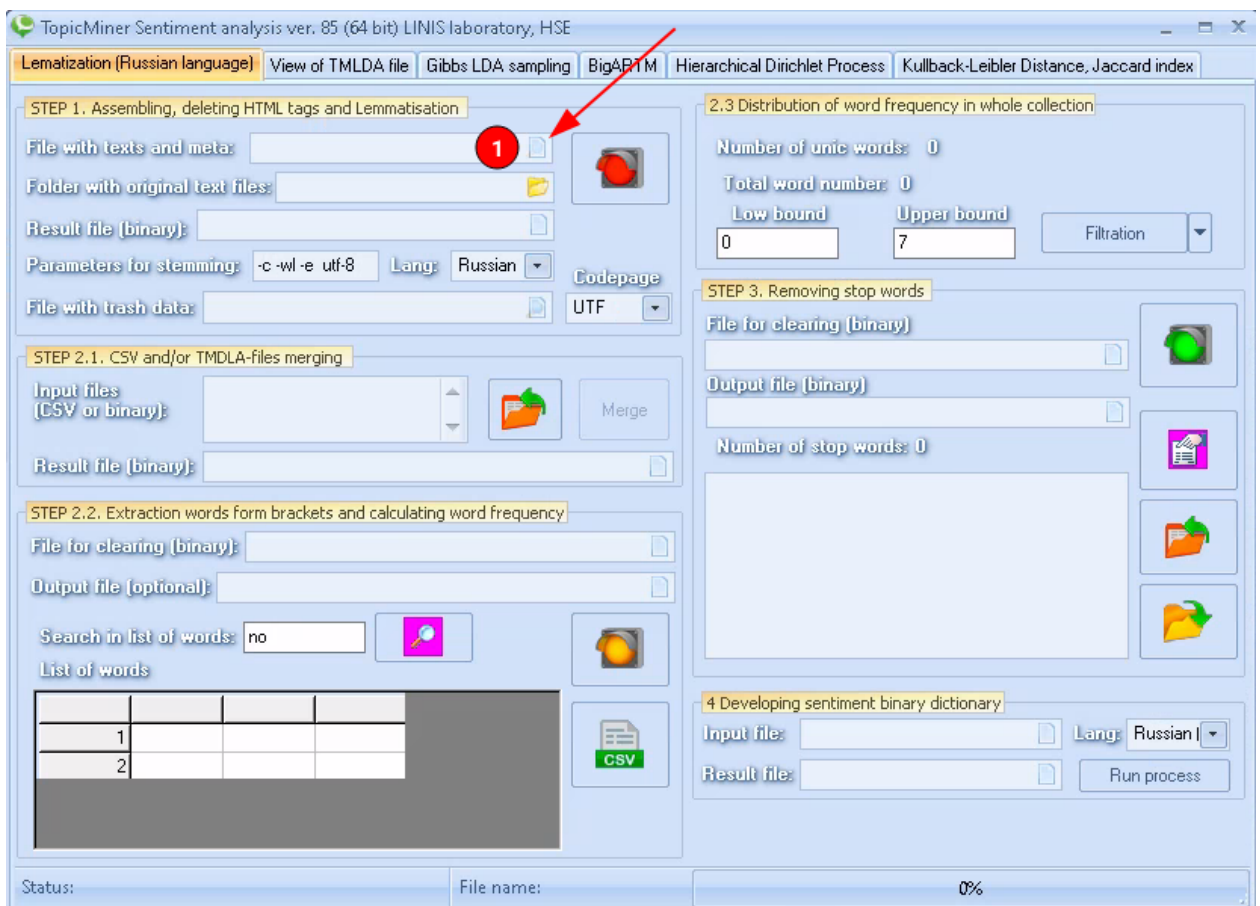 TopicMiner Sentiment analysis ver. 85 (64 bit) LINIS laboratory, HSE
Lematization (Russian language) View of TMLDA file Gibbs LDA sampling BigARTM Hierarchical Dirichlet Process Kullback-Leibler Distance, Jaccard index
STEP 1. Assembling, deleting HTML tags and Lemmatisation
File with texts and meta: 1
Folder with original text files:
Result file (binary):
Parameters for stemming: -c -wl -e utf-8 Lang: Russian
Codepage
File with trash data: UTF
STEP 2.1. CSV and/or TMDLA-files merging
Input files
(CSV or binary): Merge
Result file (binary):
STEP 2.2. Extraction words form brackets and calculating word frequency
File for clearing (binary):
Output file (optional):
Search in list of words: no
List of words
1
2
CSV
2.3 Distribution of word frequency in whole collection
Number of unic words: 0
Total word number: 0
Low bound Upper bound
0 7 Filtration
STEP 3. Removing stop words
File for clearing (binary)
Output file (binary)
Number of stop words: 0
4 Developing sentiment binary dictionary
Input file: Lang: Russian (
Result file: Run process
Status: File name: 0%